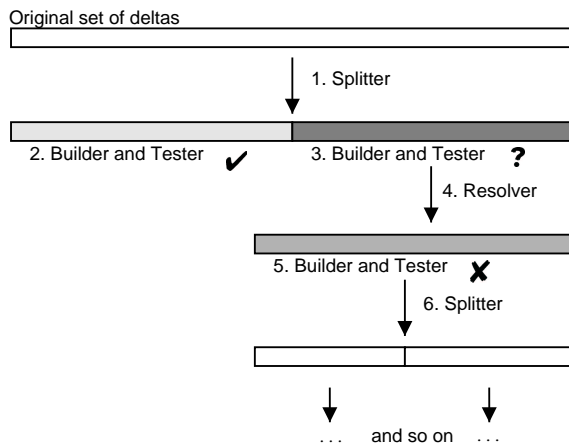 Original set of deltas
1. Splitter
2. Builder and Tester ✔ 3. Builder and Tester ?
4. Resolver
5. Builder and Tester ✘
6. Splitter
... and so on ...